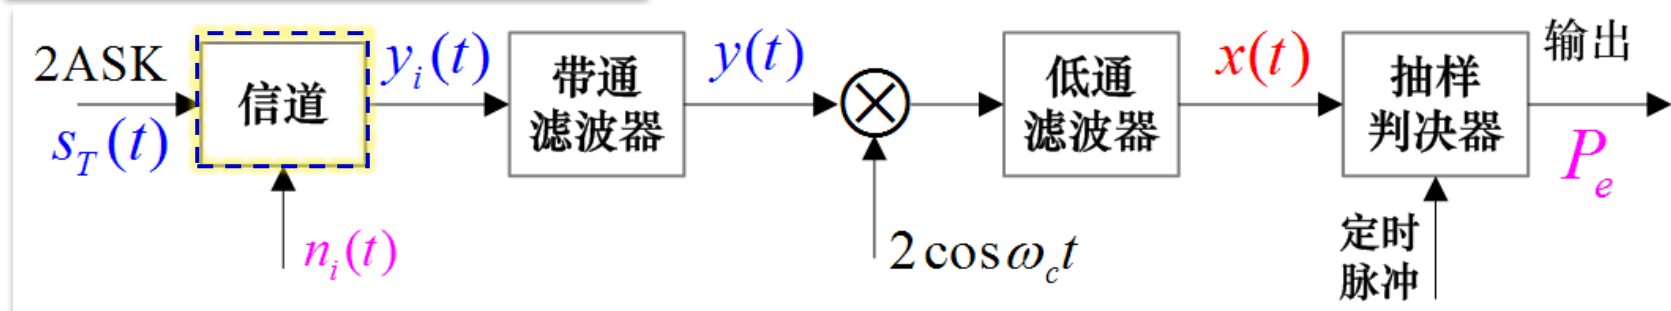 2ASK
s_T(t)
信道
n_i(t)
y_i(t)
带通
滤波器
y(t)
2cosω_ct
低通
滤波器
x(t)
抽样
判决器
定时
脉冲
输出
P_e